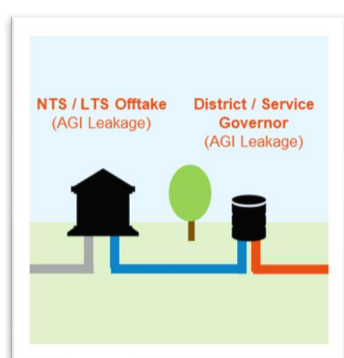 NTS / LTS Offtake
(AGI Leakage)
District / Service
Governor
(AGI Leakage)